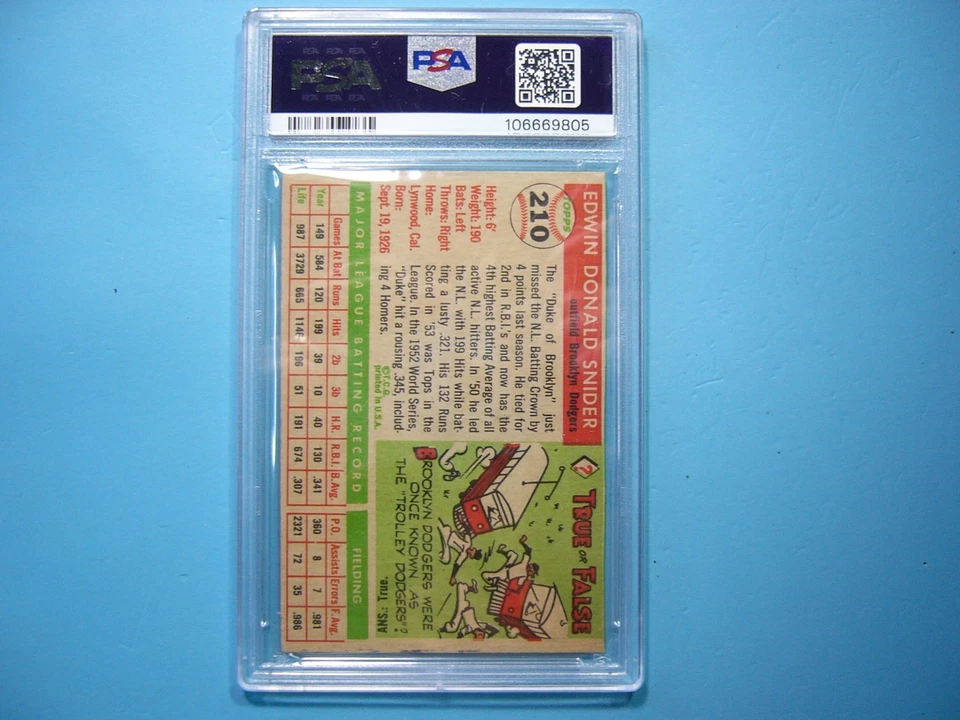 PSA
PSA
106669805
EDWIN DONALD SNIDER
outfield Brooklyn Dodgers
TOPPS
210
Height: 6'
Weight: 190
Bats: Left
Throws: Right
Home:
Lynwood, Cal.
Born:
Sept. 19, 1926
The "Duke of Brooklyn" just
missed the N.L. Batting Crown by
4 points last season. He tied for
2nd in R.B.I.'s and now has the
4th highest Batting Average of all
active N.L. hitters. In '50 he led
the N.L. with 199 Hits while bat-
ting a lusty .321. His 132 Runs
Scored in '53 was Tops in the
League. In the 1952 World Series,
"Duke" hit a rousing .345, includ-
ing 4 Homers.
©T.C.G.
printed in U.S.A.
? TRUE OR FALSE
BROOKLYN DODGERS WERE
ONCE KNOWN AS
THE "TROLLEY DODGERS"?
ANS: True.
MAJOR LEAGUE BATTING RECORD FIELDING
Games At Bat Runs Hits 2b 3b H.R. R.B.I. B.Avg. P.O. Assists Errors F. Avg.
Year 149 584 120 199 39 10 40 130 .341 360 8 7 .981
Life 987 3729 665 1146 196 51 191 674 .307 2321 72 35 .986